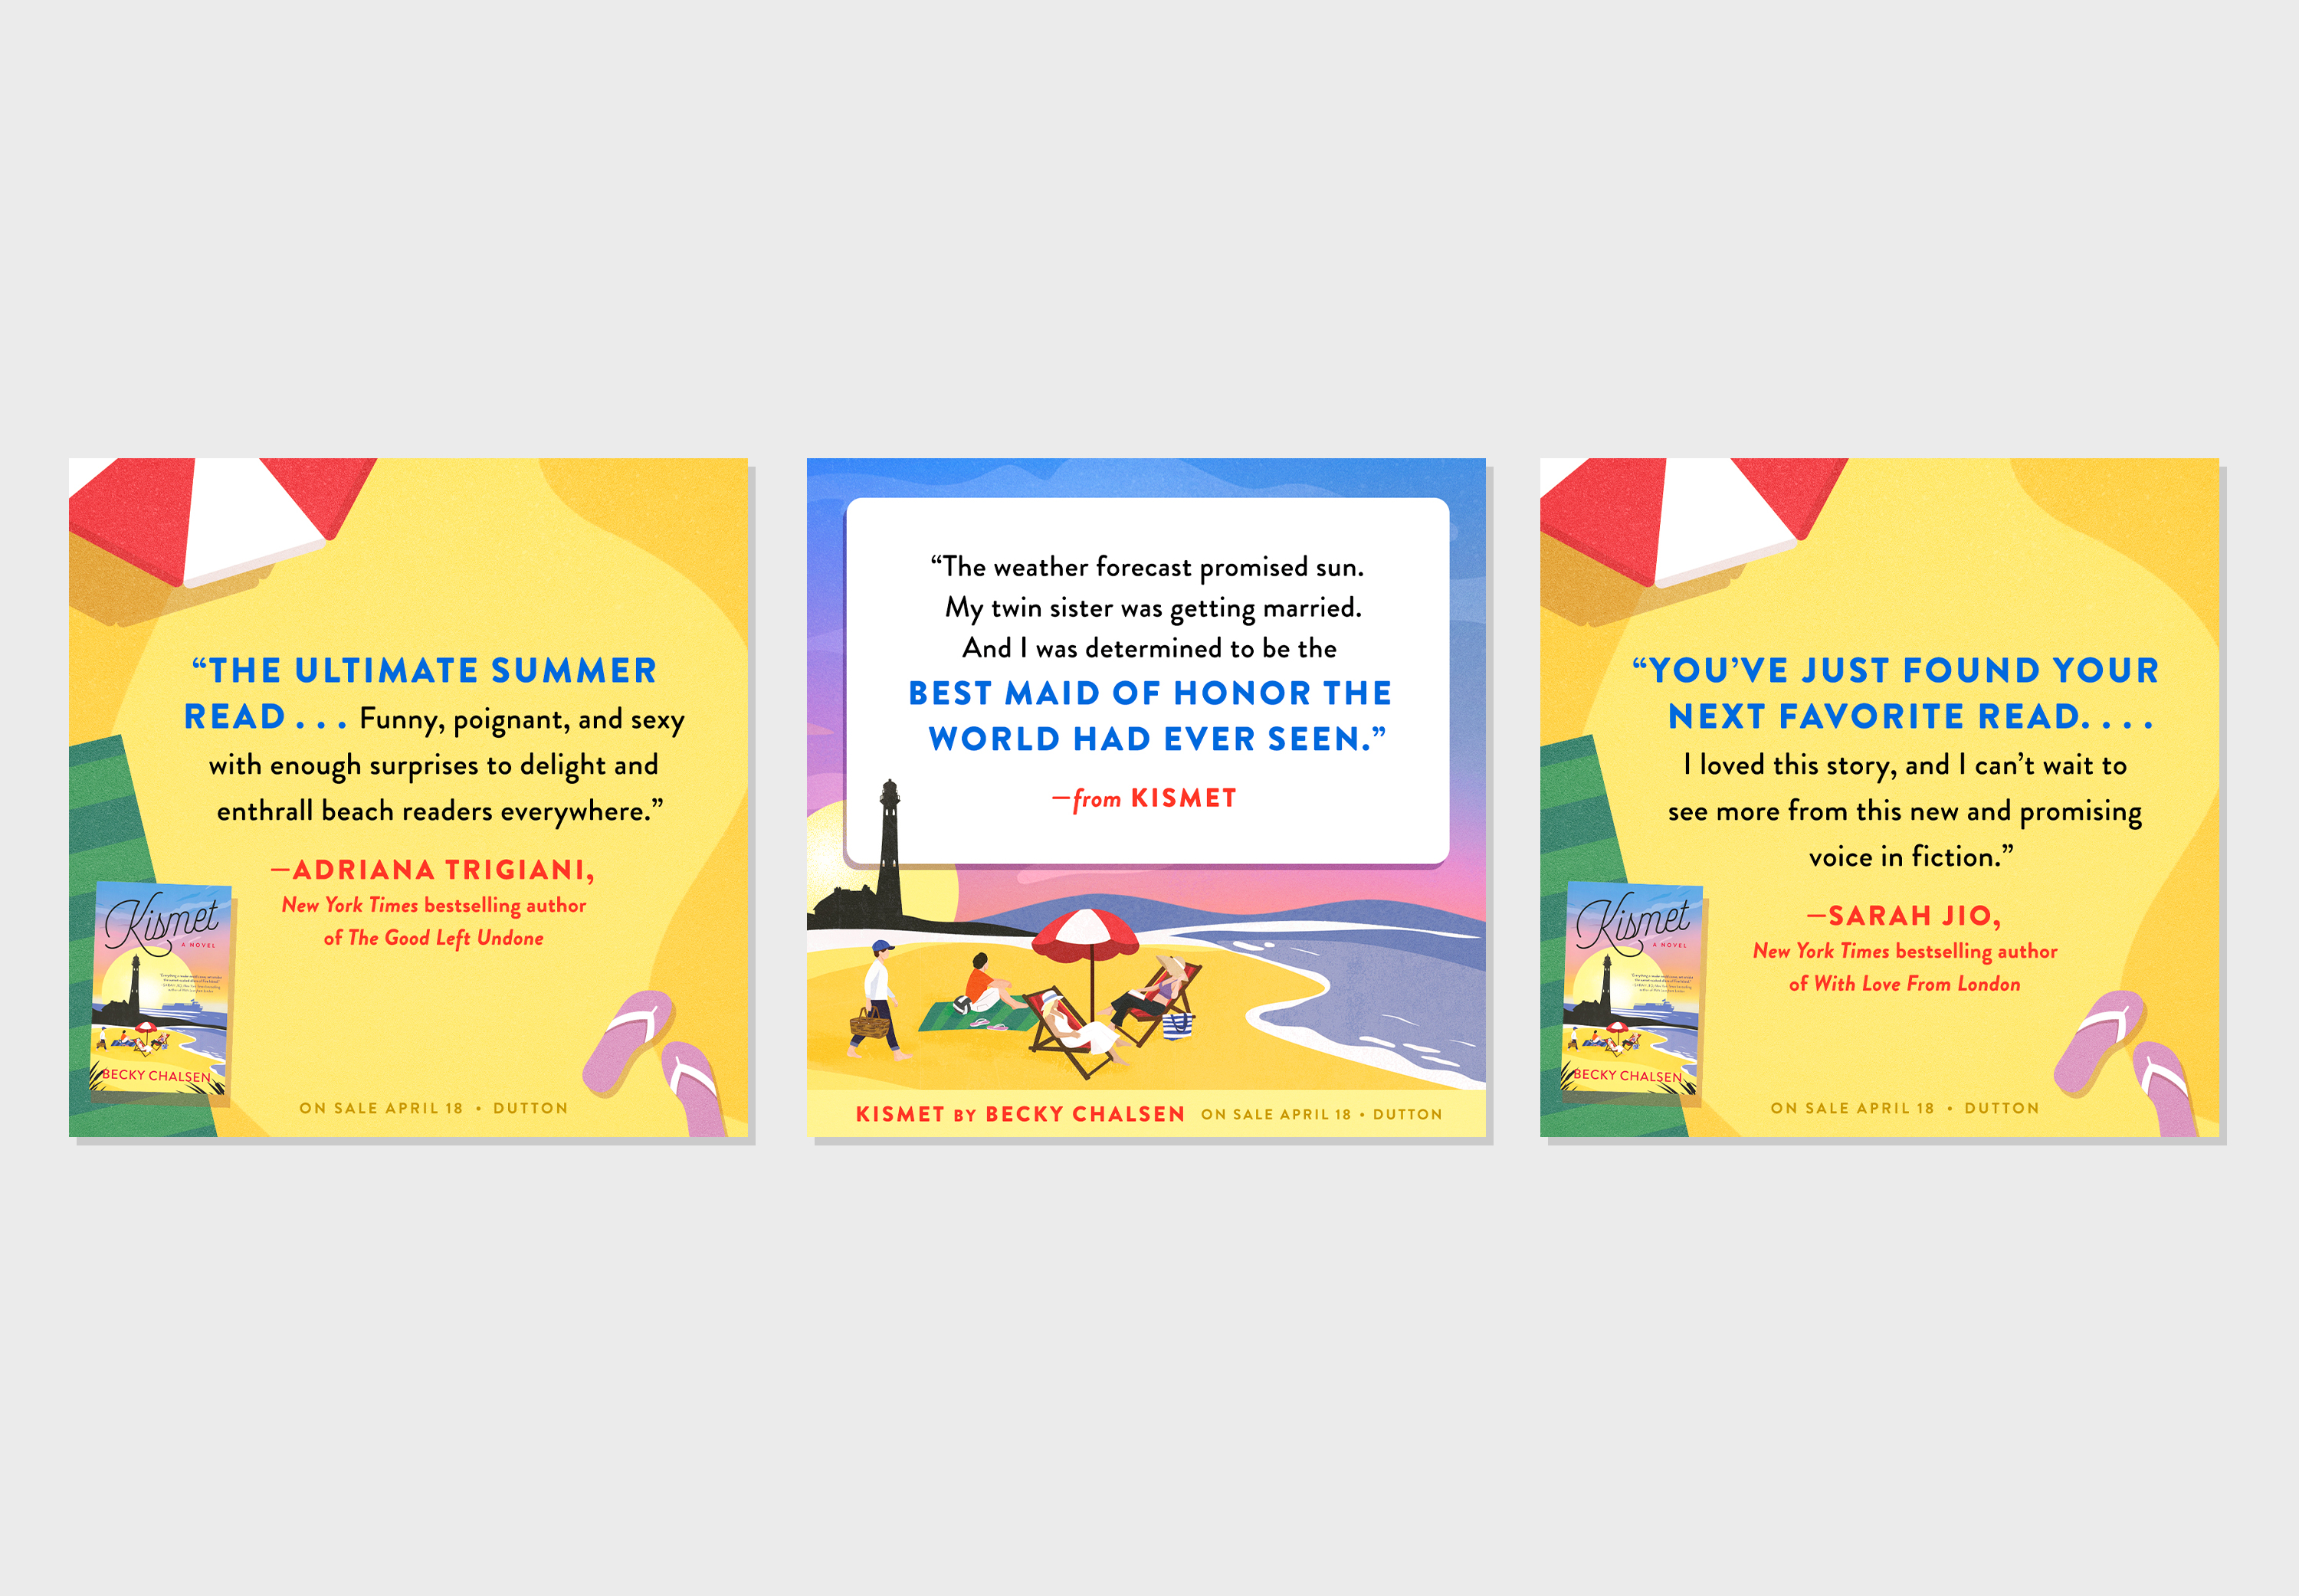 “THE ULTIMATE SUMMER
READ . . . Funny, poignant, and sexy
with enough surprises to delight and
enthrall beach readers everywhere.”
—ADRIANA TRIGIANI,
New York Times bestselling author
of The Good Left Undone
Kismet
A NOVEL
BECKY CHALSEN
ON SALE APRIL 18 • DUTTON
“The weather forecast promised sun.
My twin sister was getting married.
And I was determined to be the
BEST MAID OF HONOR THE
WORLD HAD EVER SEEN.”
—from KISMET
KISMET BY BECKY CHALSEN ON SALE APRIL 18 • DUTTON
“YOU’VE JUST FOUND YOUR
NEXT FAVORITE READ. . . .
I loved this story, and I can’t wait to
see more from this new and promising
voice in fiction.”
—SARAH JIO,
New York Times bestselling author
of With Love From London
Kismet
A NOVEL
BECKY CHALSEN
ON SALE APRIL 18 • DUTTON